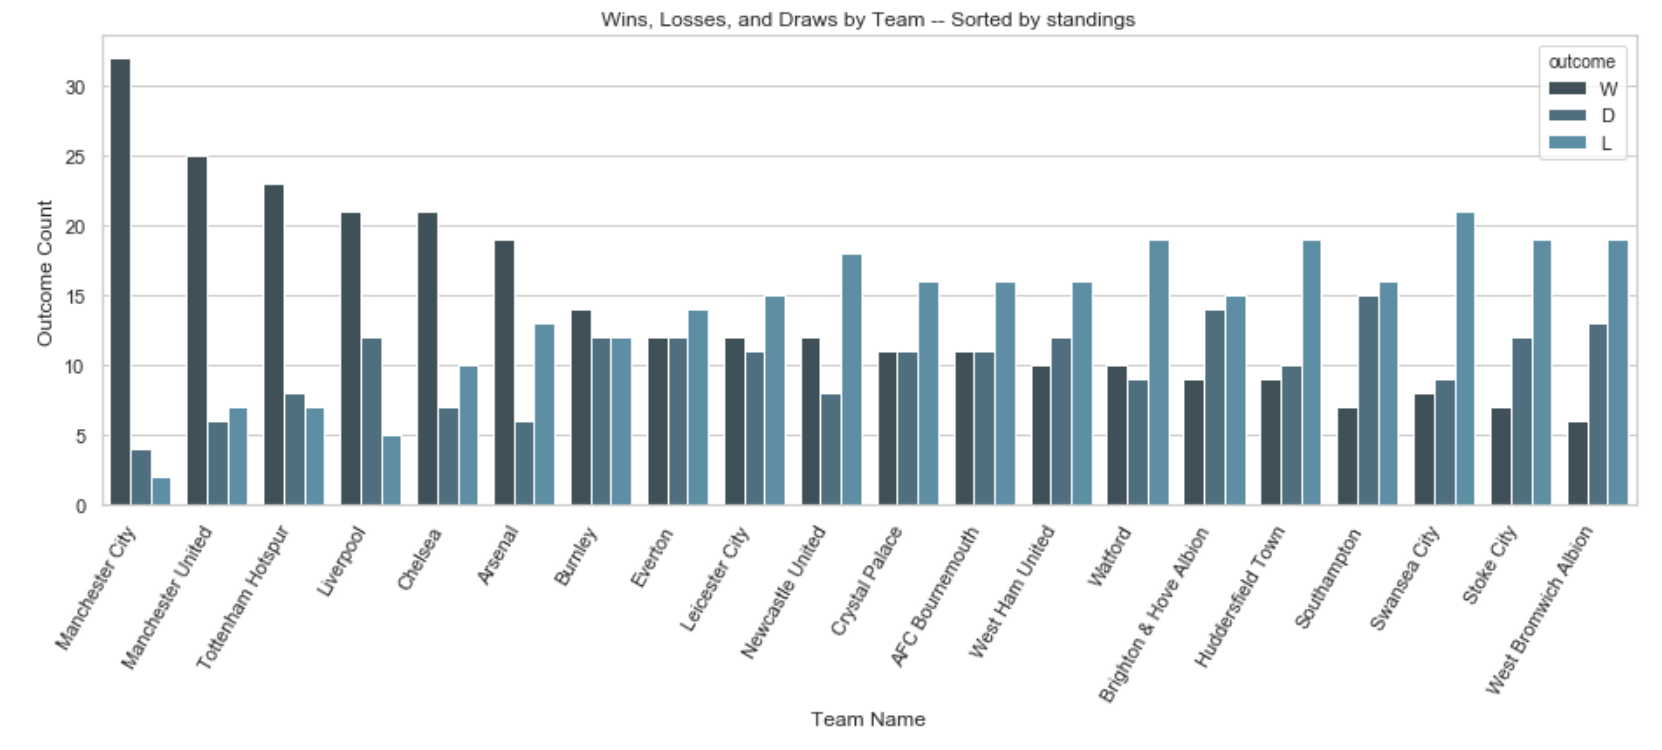 Wins, Losses, and Draws by Team -- Sorted by standings
outcome
W
D
L
Outcome Count
30
25
20
15
10
5
0
Manchester City
Manchester United
Tottenham Hotspur
Liverpool
Chelsea
Arsenal
Burnley
Everton
Leicester City
Newcastle United
Crystal Palace
AFC Bournemouth
West Ham United
Watford
Brighton & Hove Albion
Huddersfield Town
Southampton
Swansea City
Stoke City
West Bromwich Albion
Team Name